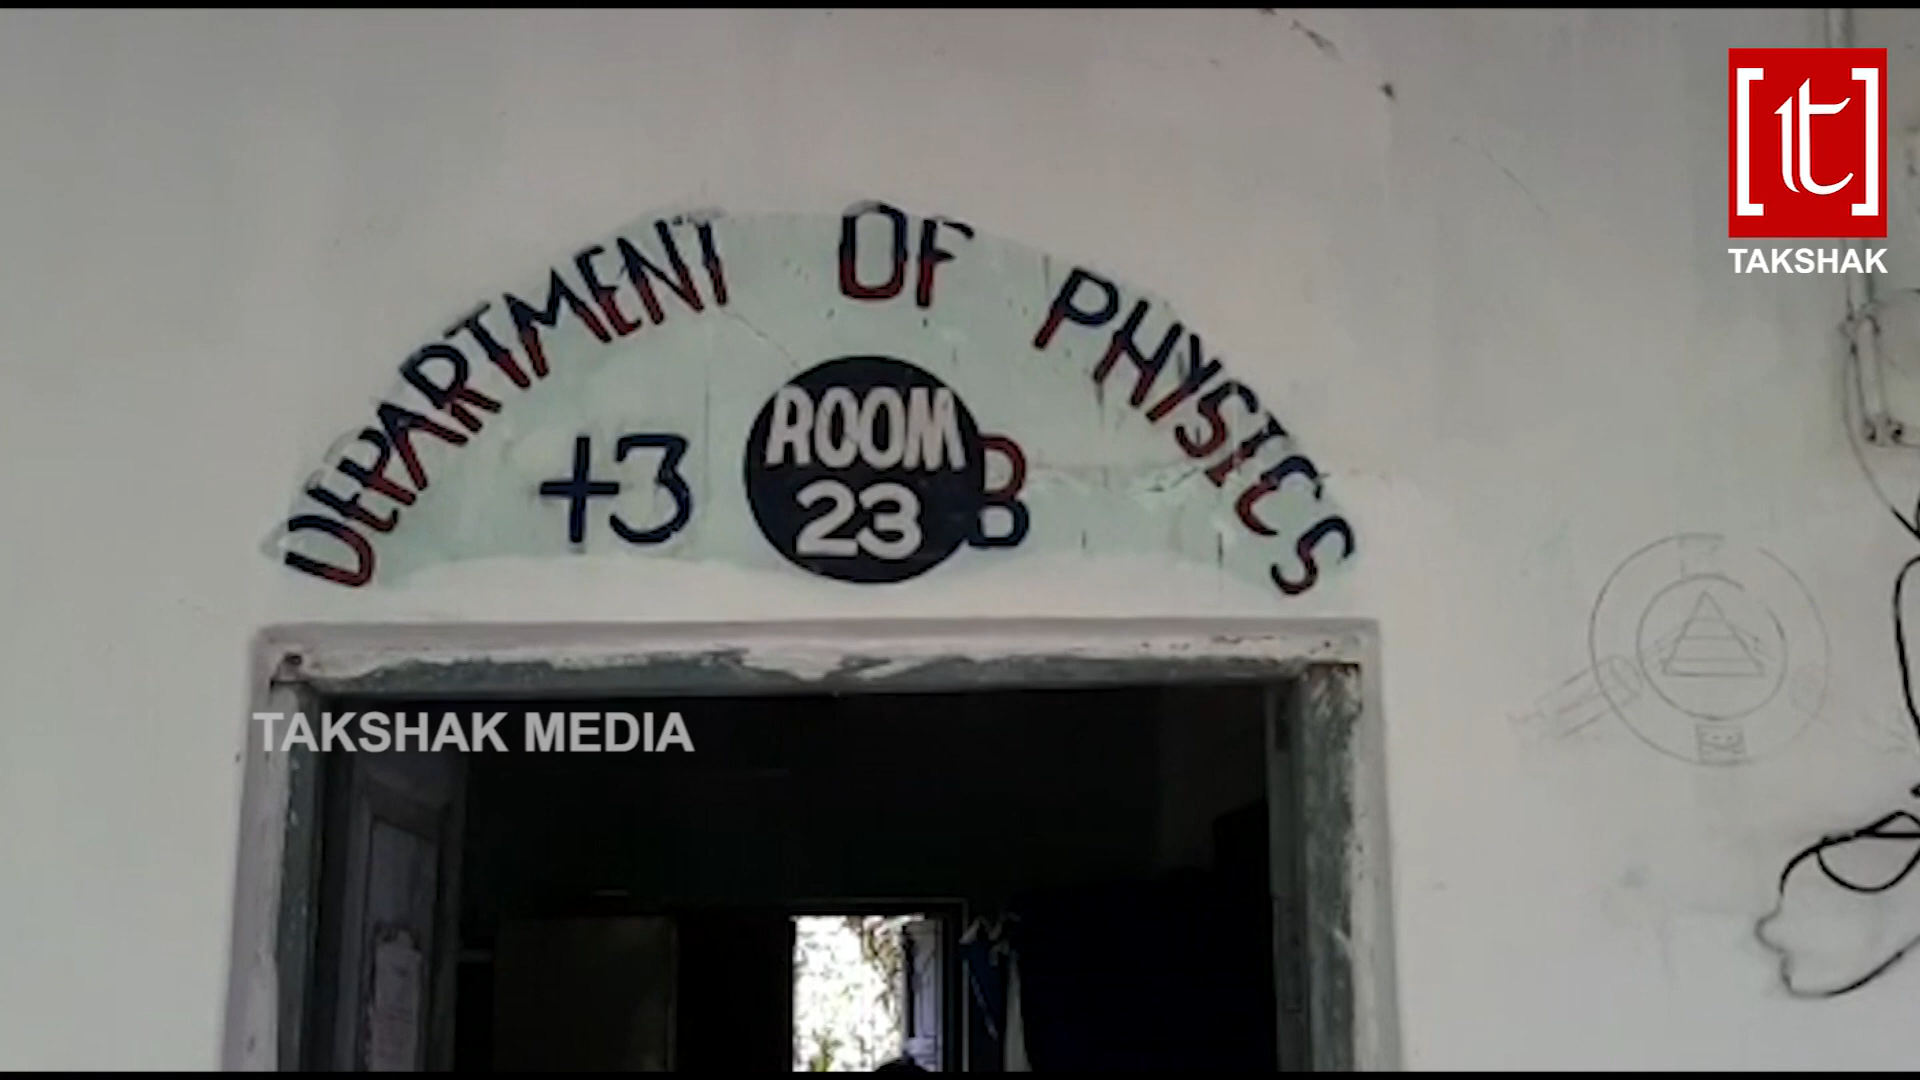 TAKSHAK
DEPARTMENT OF PHYSICS
+3
ROOM
23
B
TAKSHAK MEDIA